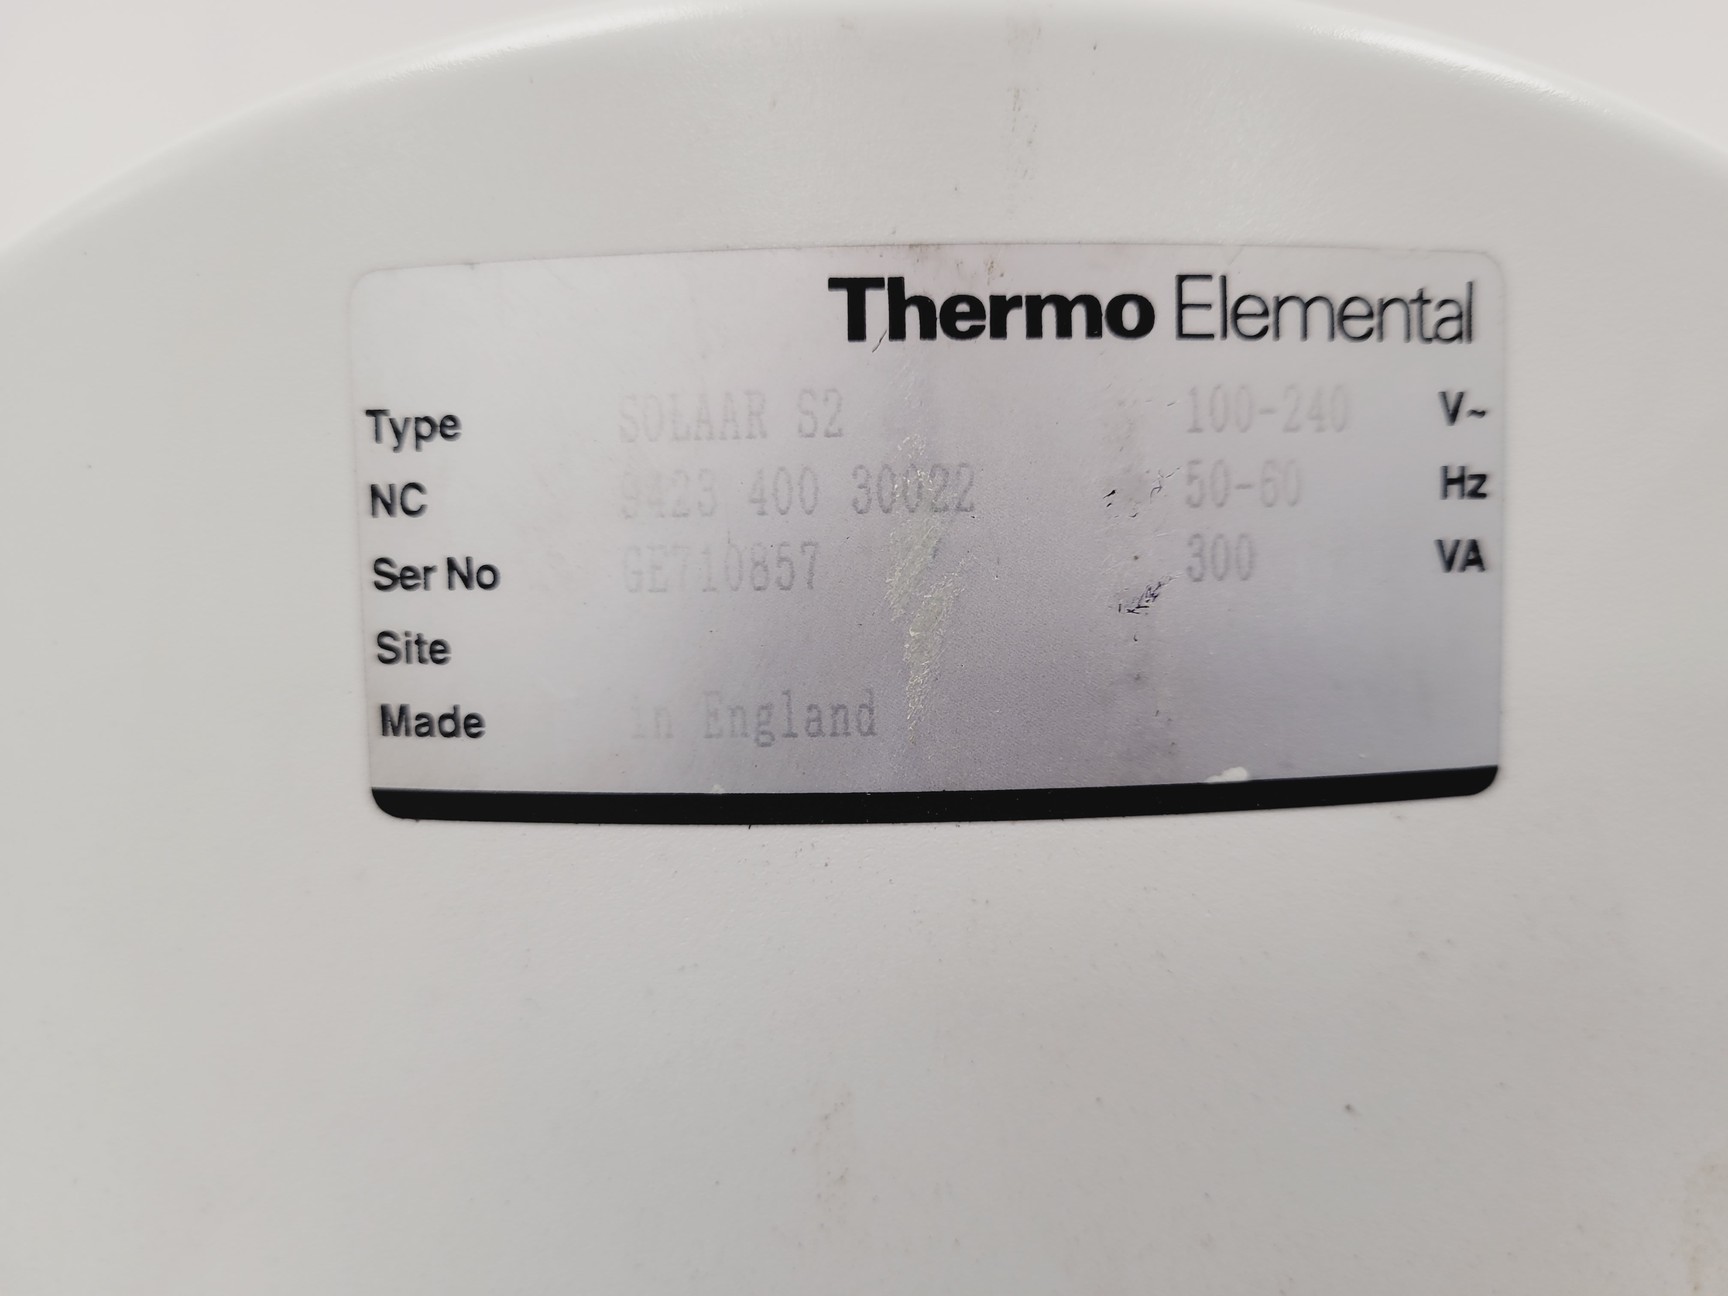 Thermo Elemental
Type SOLAAR S2 100-240 V~
NC 9423 400 30022 50-60 Hz
Ser No GE710857 300 VA
Site
Made in England